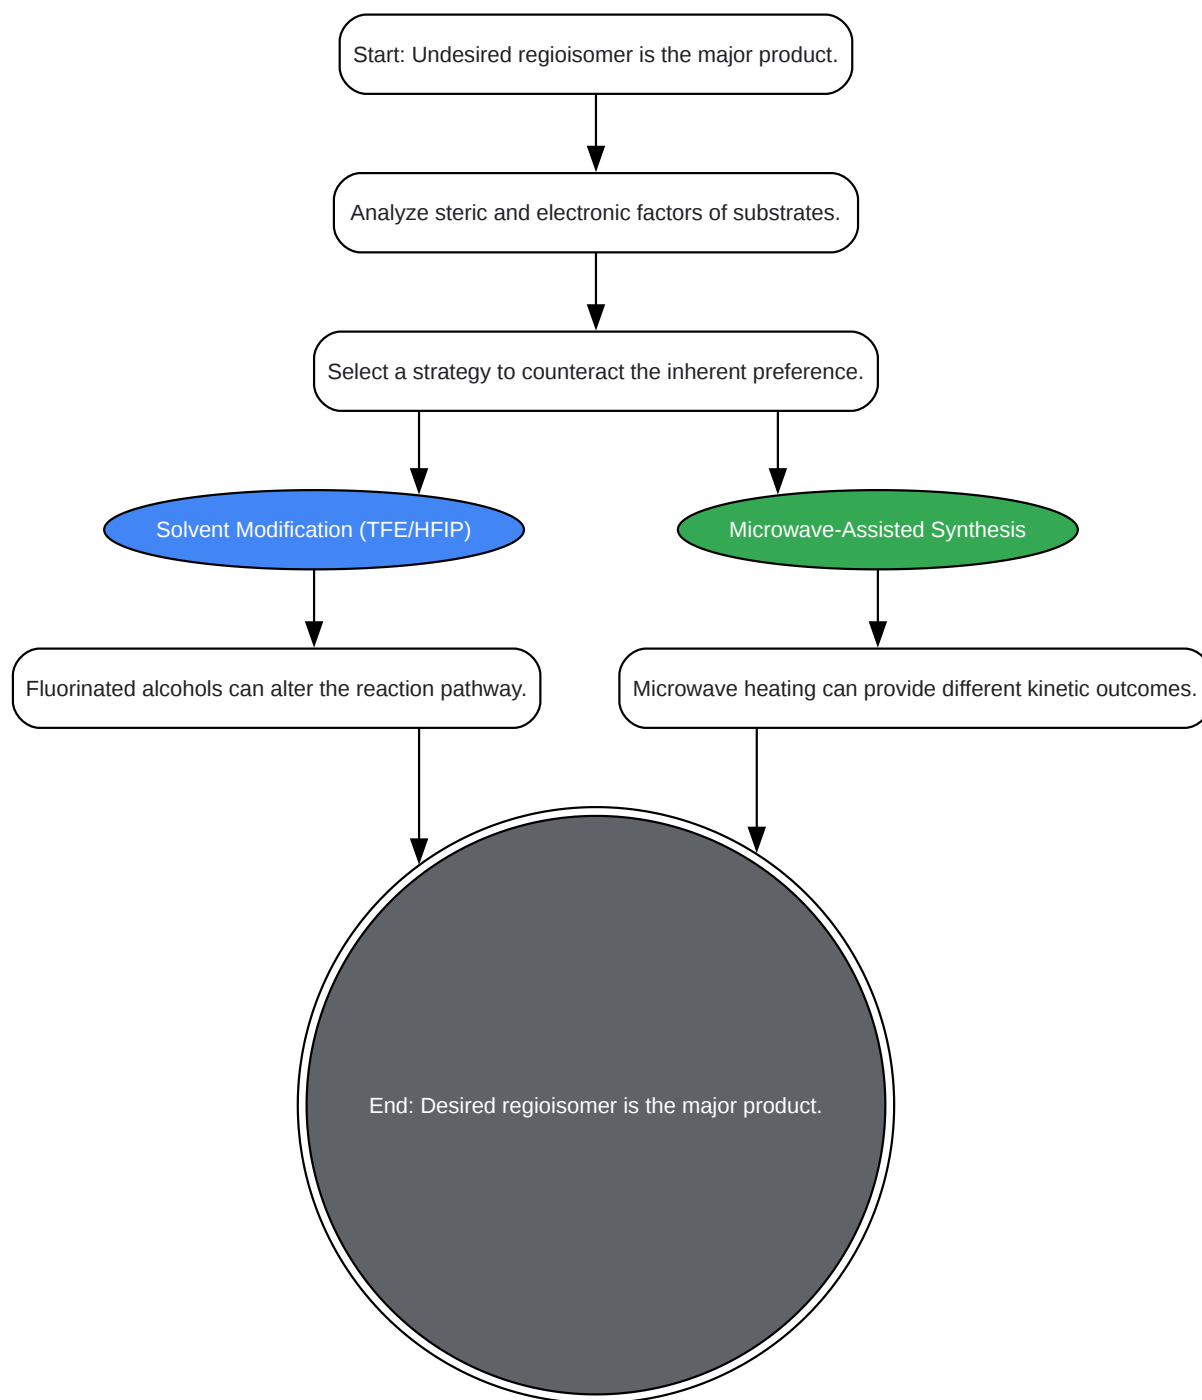 Start: Undesired regioisomer is the major product.
Analyze steric and electronic factors of substrates.
Select a strategy to counteract the inherent preference.
Solvent Modification (TFE/HFIP)
Microwave-Assisted Synthesis
Fluorinated alcohols can alter the reaction pathway.
Microwave heating can provide different kinetic outcomes.
End: Desired regioisomer is the major product.